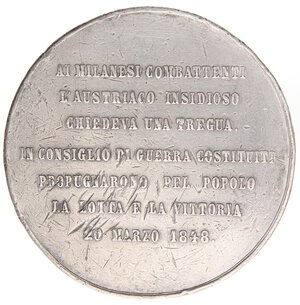 AI MILANESI COMBATTENTI
L'AUSTRIACO INSIDIOSO
CHIEDEVA UNA TREGUA.
IN CONSIGLIO DI GUERRA COSTITUITI
PROPUGNARONO PEL POPOLO
LA LOTTA E LA VITTORIA
20 MARZO 1848.